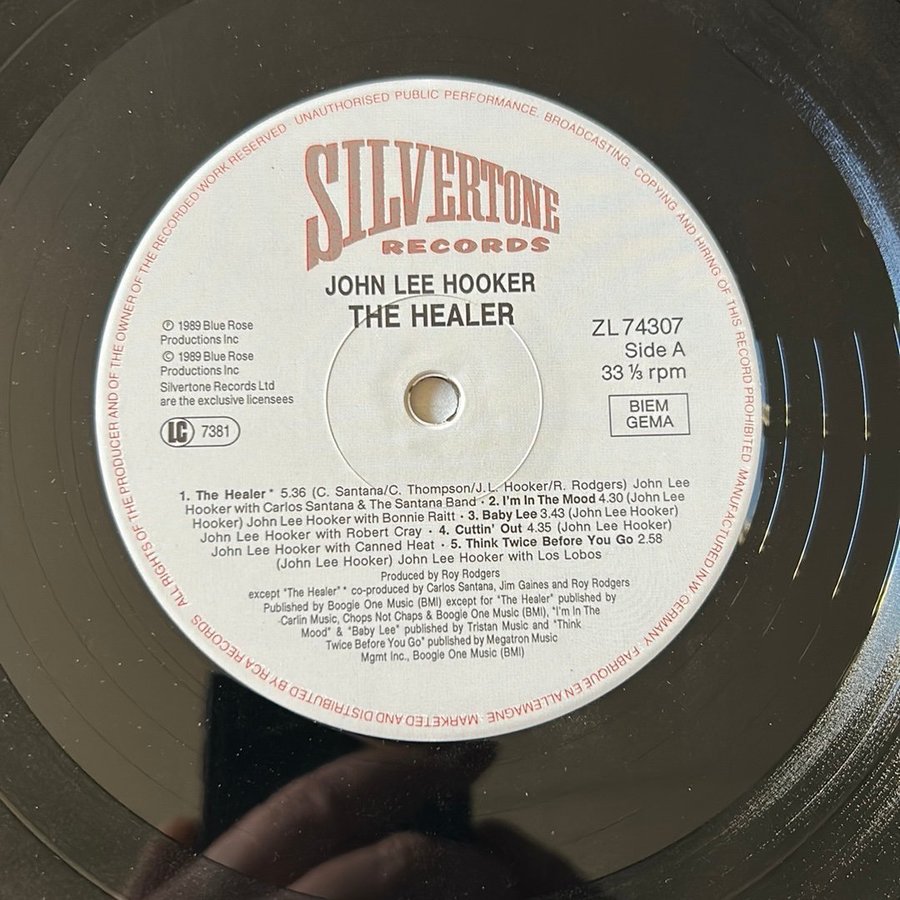 ALL RIGHTS OF THE PRODUCER AND OF THE OWNER OF THE RECORDED WORK RESERVED · UNAUTHORISED PUBLIC PERFORMANCE, BROADCASTING, COPYING AND HIRING OF THIS RECORD PROHIBITED · MANUFACTURED IN W. GERMANY. FABRIQUÉ EN ALLEMAGNE · MARKETED AND DISTRIBUTED BY RCA RECORDS ·
SILVERTONE
RECORDS
JOHN LEE HOOKER
THE HEALER
℗ 1989 Blue Rose
Productions Inc
© 1989 Blue Rose
Productions Inc
Silvertone Records Ltd
are the exclusive licensees
LC 7381
ZL 74307
Side A
33 ⅓ rpm
BIEM
GEMA
1. The Healer* 5.36 (C. Santana/C. Thompson/J.L. Hooker/R. Rodgers) John Lee
Hooker with Carlos Santana & The Santana Band · 2. I'm In The Mood 4.30 (John Lee
Hooker) John Lee Hooker with Bonnie Raitt · 3. Baby Lee 3.43 (John Lee Hooker)
John Lee Hooker with Robert Cray · 4. Cuttin' Out 4.35 (John Lee Hooker)
John Lee Hooker with Canned Heat · 5. Think Twice Before You Go 2.58
(John Lee Hooker) John Lee Hooker with Los Lobos
Produced by Roy Rodgers
except "The Healer"* co-produced by Carlos Santana, Jim Gaines and Roy Rodgers
Published by Boogie One Music (BMI) except for "The Healer" published by
Carlin Music, Chops Not Chaps & Boogie One Music (BMI), "I'm In The
Mood" & "Baby Lee" published by Tristan Music and "Think
Twice Before You Go" published by Megatron Music
Mgmt Inc., Boogie One Music (BMI)